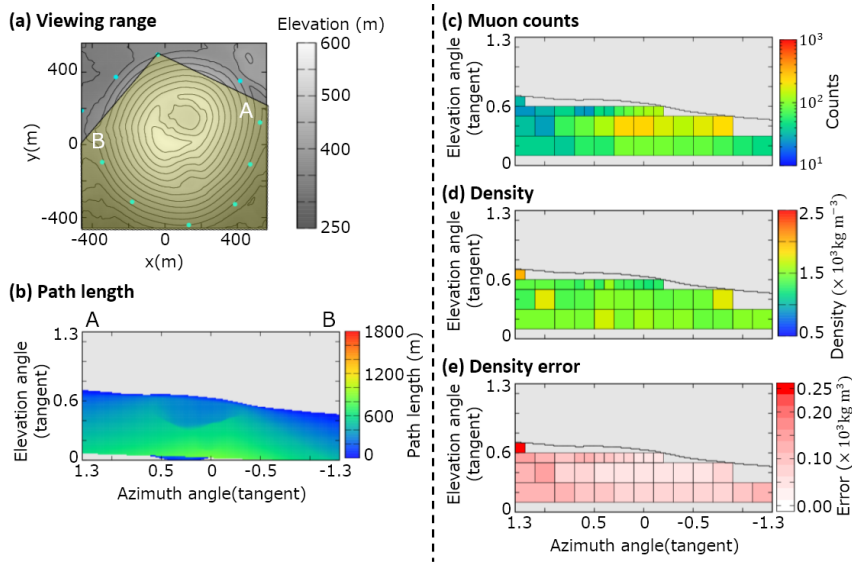 (a) Viewing range
Elevation (m)
600
500
400
300
250
400
0
-400
y(m)
A
B
-400
0
400
x(m)
(b) Path length
A
B
1.3
0.6
0
Elevation angle
(tangent)
1.3
0.5
0
-0.5
-1.3
Azimuth angle(tangent)
1800
1200
600
0
Path length (m)
(c) Muon counts
1.3
0.6
0
Elevation angle
(tangent)
10³
10²
10¹
Counts
(d) Density
1.3
0.6
0
Elevation angle
(tangent)
2.5
1.5
0.5
Density (× 10³kg m⁻³)
(e) Density error
1.3
0.6
0
Elevation angle
(tangent)
1.3
0.5
0
-0.5
-1.3
Azimuth angle(tangent)
0.26
0.20
0.10
0.00
Error (× 10³kg m³)